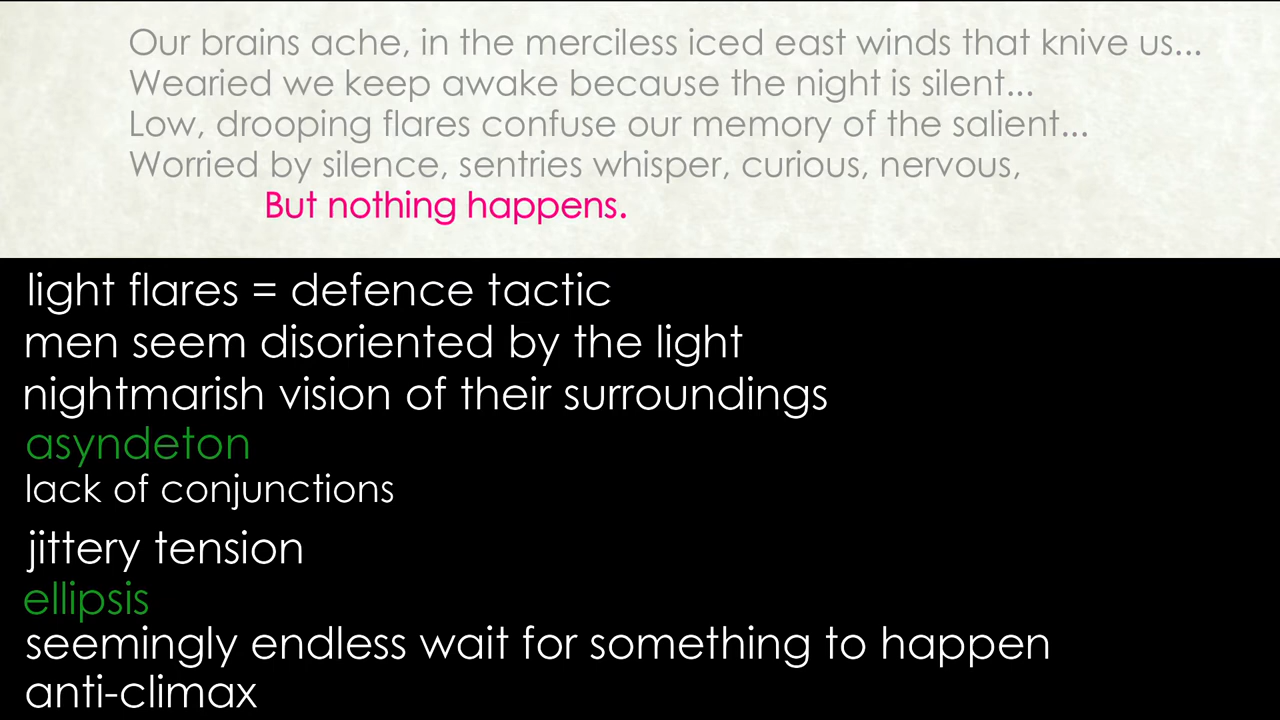 Our brains ache, in the merciless iced east winds that knive us...
Wearied we keep awake because the night is silent...
Low, drooping flares confuse our memory of the salient...
Worried by silence, sentries whisper, curious, nervous,
But nothing happens.
light flares = defence tactic
men seem disoriented by the light
nightmarish vision of their surroundings
asyndeton
lack of conjunctions
jittery tension
ellipsis
seemingly endless wait for something to happen
anti-climax